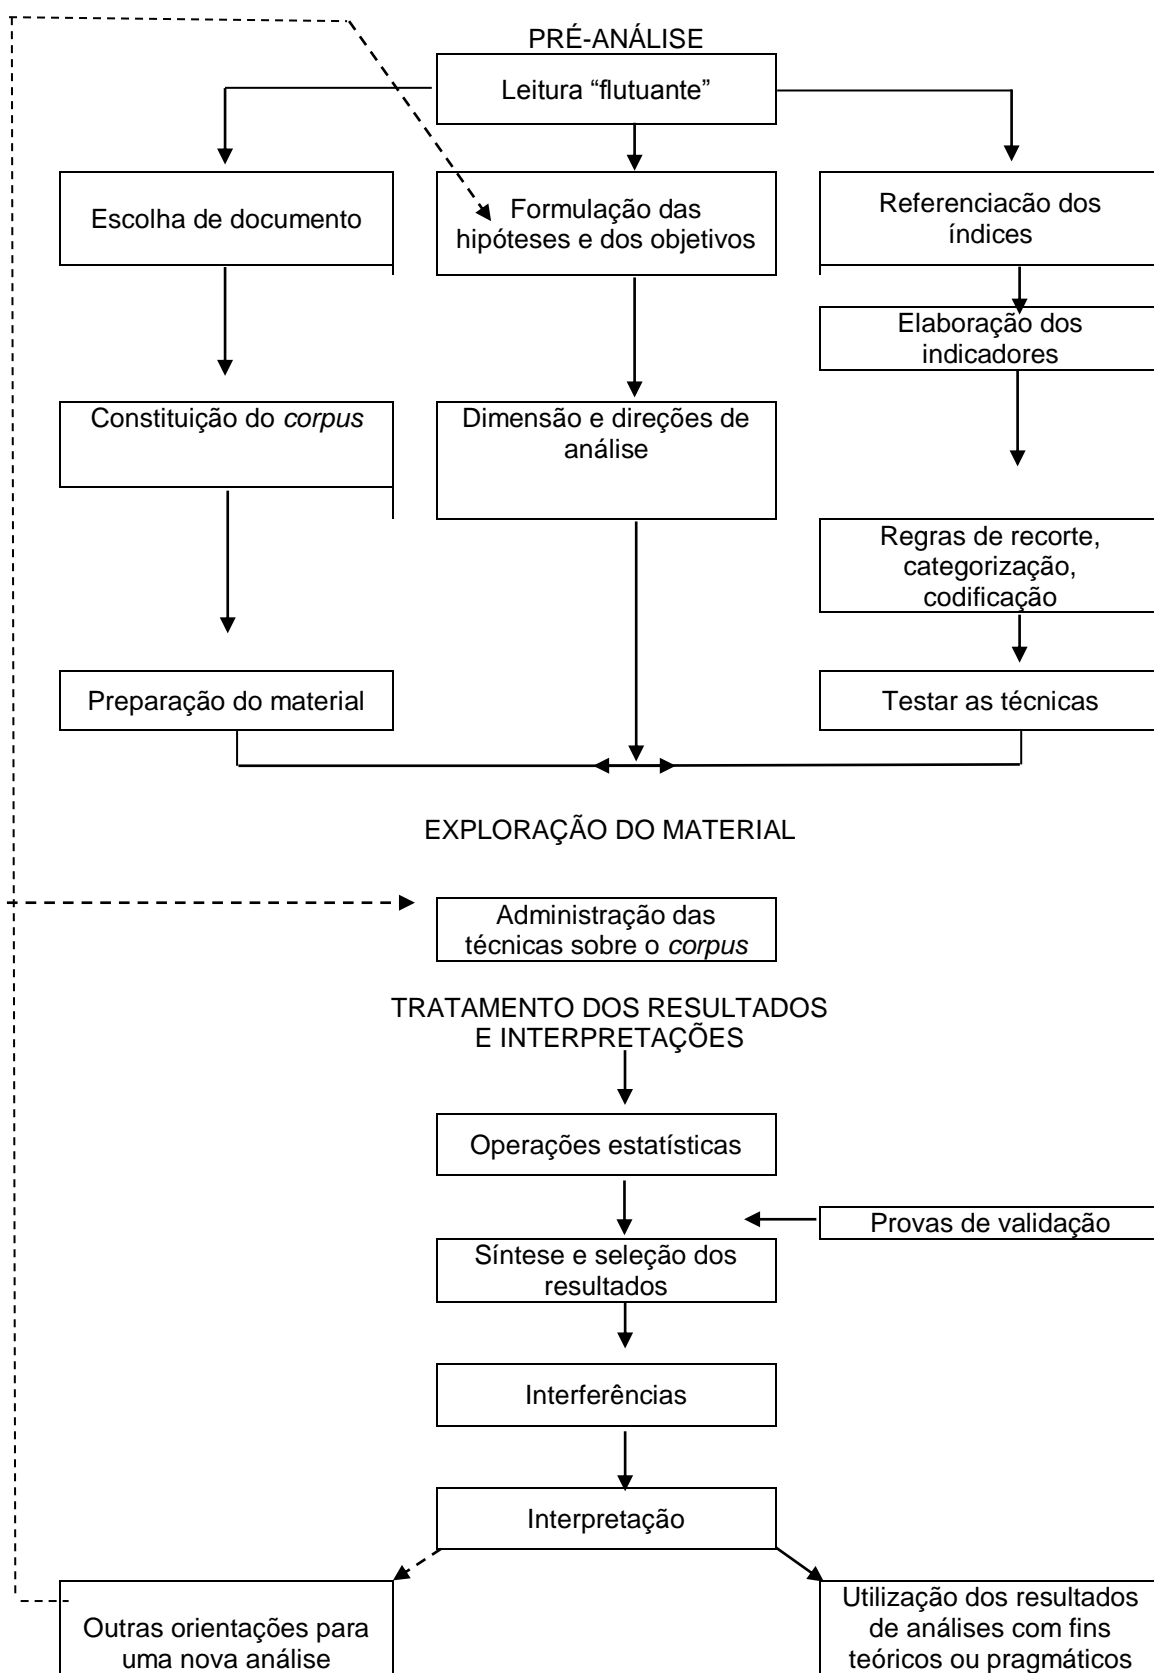 PRÉ-ANÁLISE
Leitura “flutuante”
Escolha de documento
Formulação das
hipóteses e dos objetivos
Referenciacão dos
índices
Elaboração dos
indicadores
Constituição do corpus
Dimensão e direções de
análise
Regras de recorte,
categorização,
codificação
Preparação do material
Testar as técnicas
EXPLORAÇÃO DO MATERIAL
Administração das
técnicas sobre o corpus
TRATAMENTO DOS RESULTADOS
E INTERPRETAÇÕES
Operações estatísticas
Provas de validação
Síntese e seleção dos
resultados
Interferências
Interpretação
Outras orientações para
uma nova análise
Utilização dos resultados
de análises com fins
teóricos ou pragmáticos